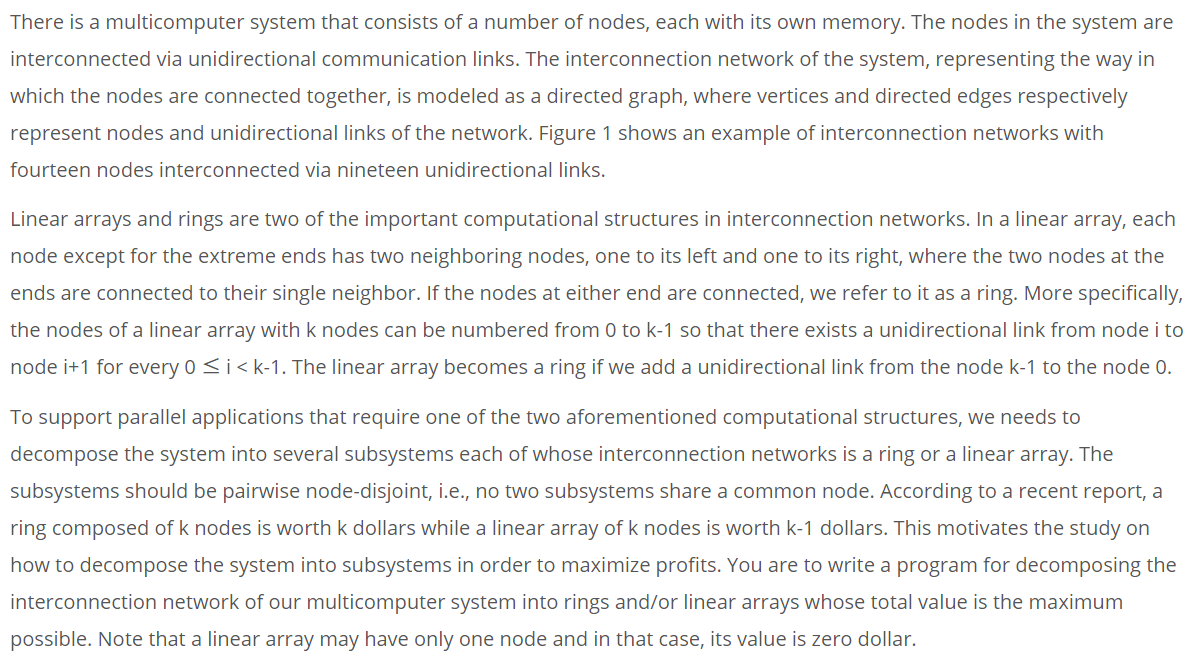 There is a multicomputer system that consists of a number of nodes, each with its own memory. The nodes in the system are
interconnected via unidirectional communication links. The interconnection network of the system, representing the way in
which the nodes are connected together, is modeled as a directed graph, where vertices and directed edges respectively
represent nodes and unidirectional links of the network. Figure 1 shows an example of interconnection networks with
fourteen nodes interconnected via nineteen unidirectional links.
Linear arrays and rings are two of the important computational structures in interconnection networks. In a linear array, each
node except for the extreme ends has two neighboring nodes, one to its left and one to its right, where the two nodes at the
ends are connected to their single neighbor. If the nodes at either end are connected, we refer to it as a ring. More specifically,
the nodes of a linear array with k nodes can be numbered from 0 to k-1 so that there exists a unidirectional link from node i to
node i+1 for every 0 ≤ i < k-1. The linear array becomes a ring if we add a unidirectional link from the node k-1 to the node 0.
To support parallel applications that require one of the two aforementioned computational structures, we needs to
decompose the system into several subsystems each of whose interconnection networks is a ring or a linear array. The
subsystems should be pairwise node-disjoint, i.e., no two subsystems share a common node. According to a recent report, a
ring composed of k nodes is worth k dollars while a linear array of k nodes is worth k-1 dollars. This motivates the study on
how to decompose the system into subsystems in order to maximize profits. You are to write a program for decomposing the
interconnection network of our multicomputer system into rings and/or linear arrays whose total value is the maximum
possible. Note that a linear array may have only one node and in that case, its value is zero dollar.